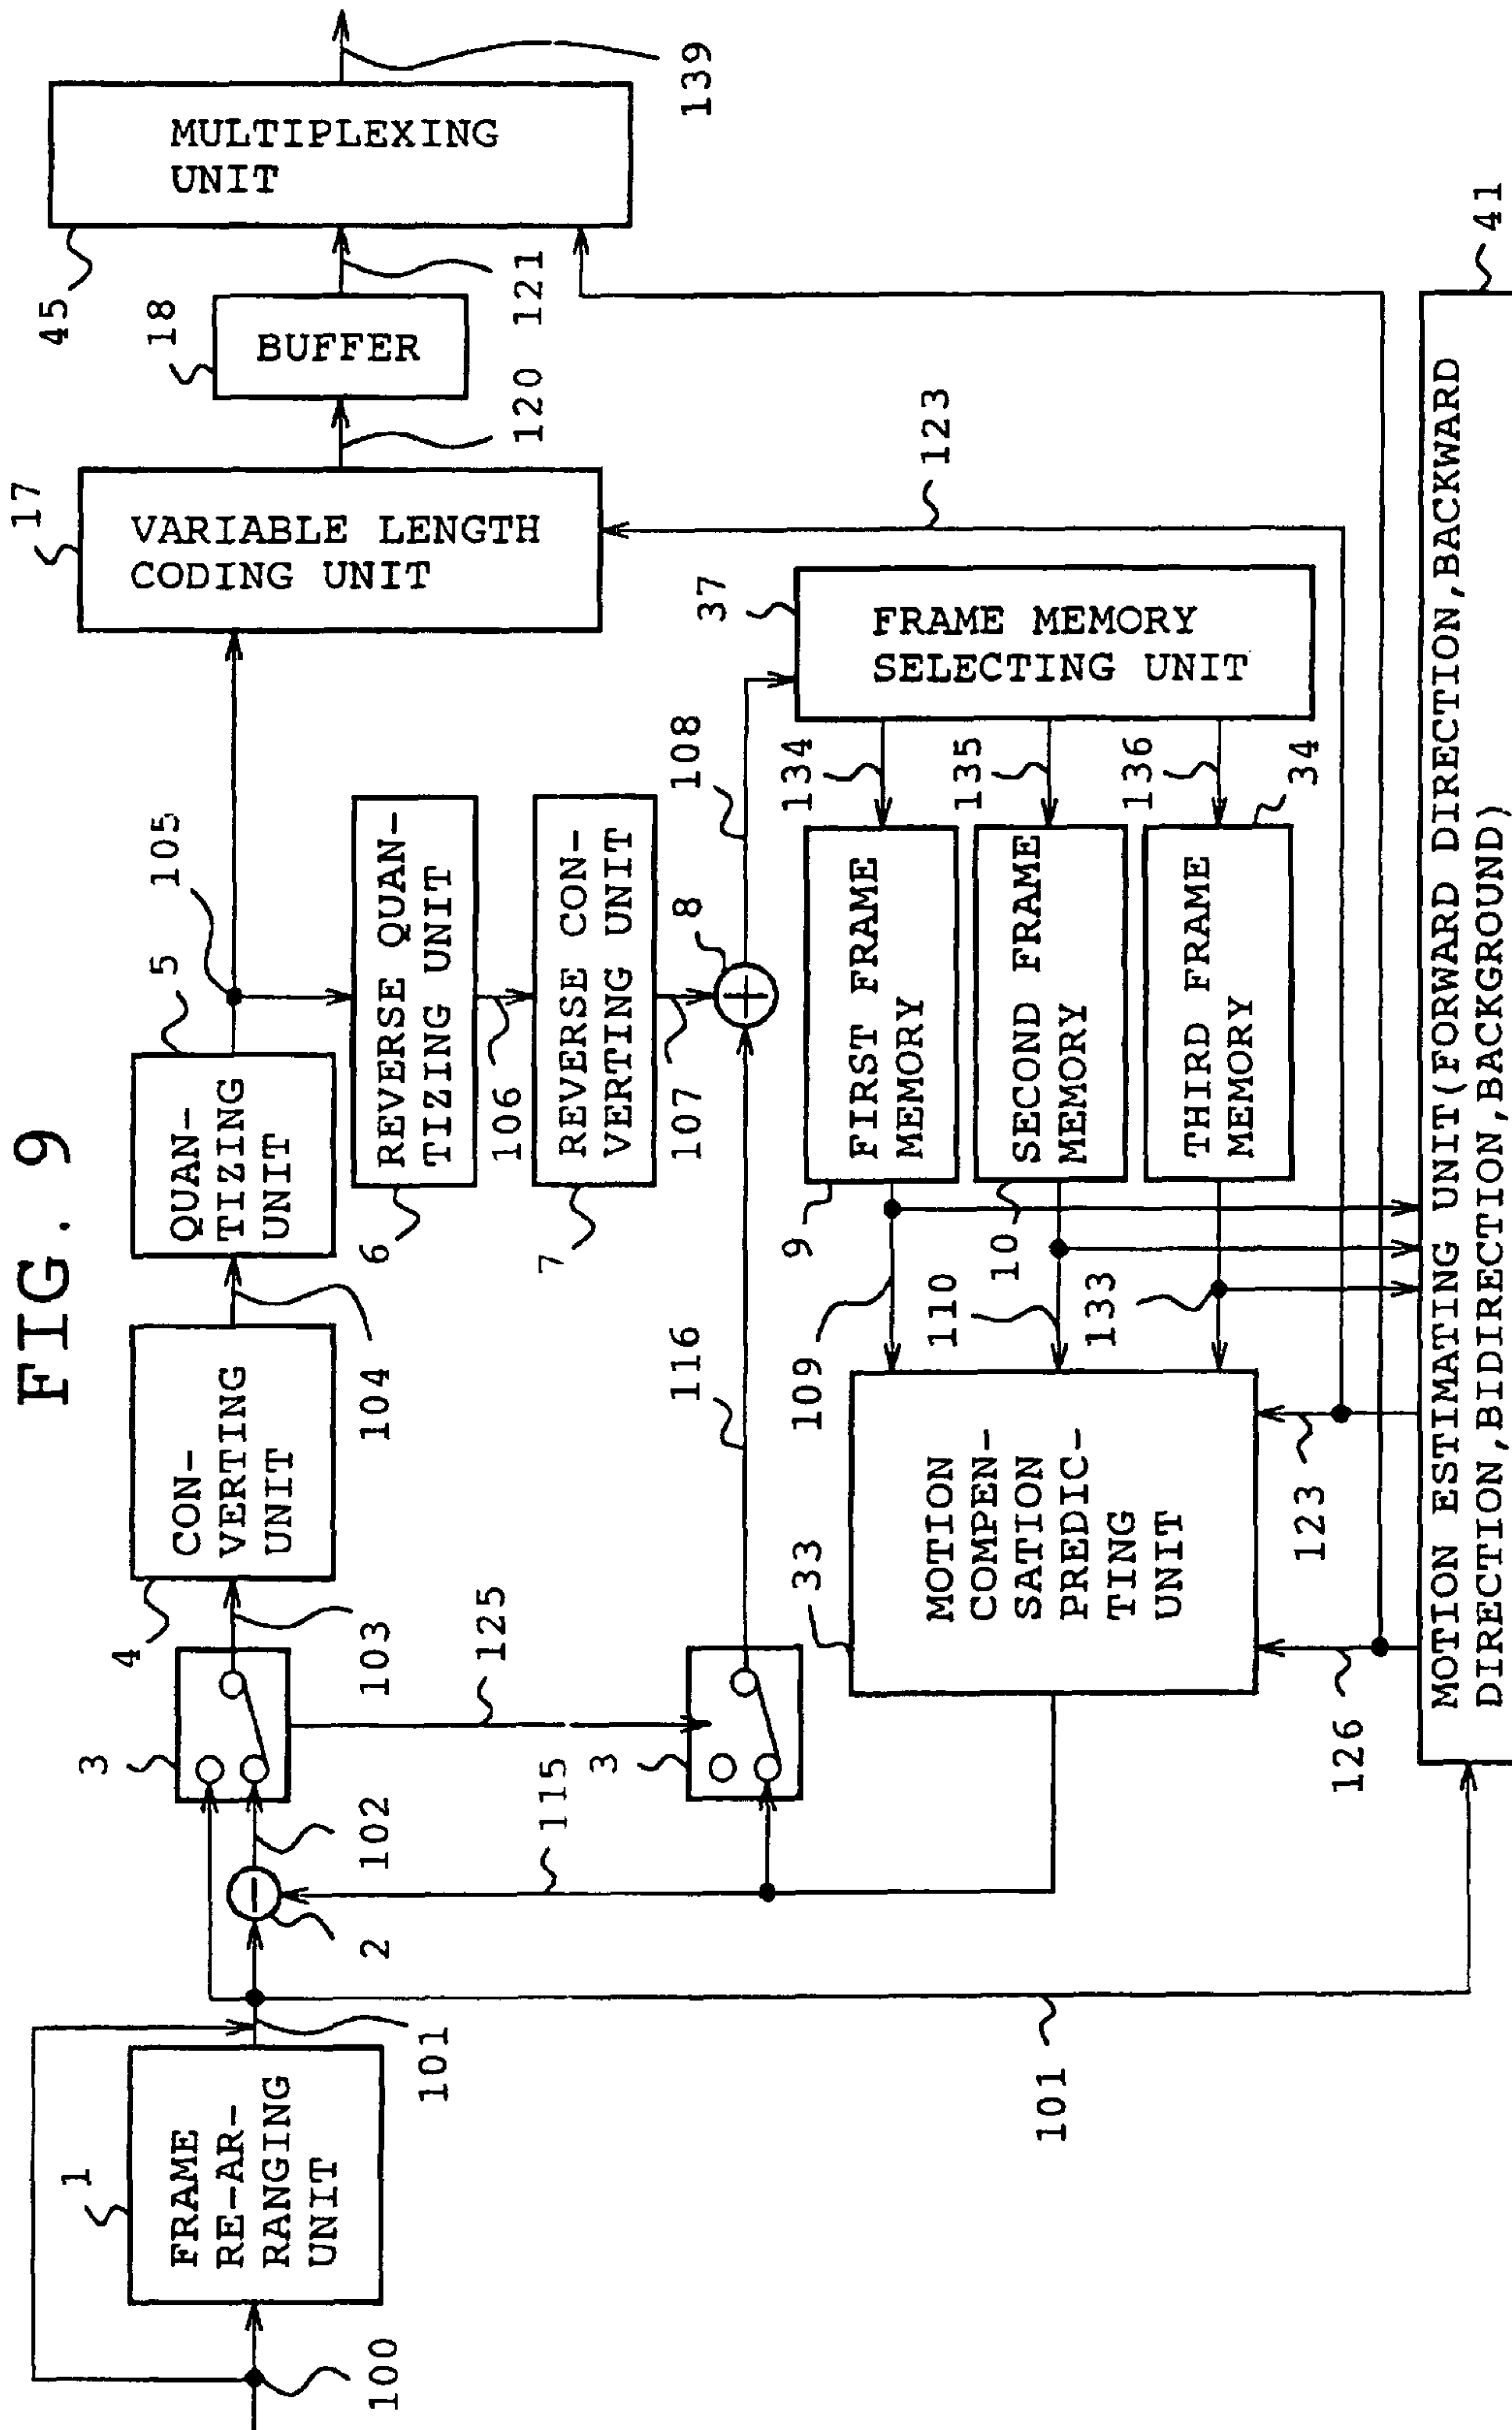 FIG. 9
100
1
FRAME
RE-AR-
RANGING
UNIT
101
2
102
3
103
4
CON-
VERTING
UNIT
104
QUAN-
TIZING
UNIT
5
105
17
VARIABLE LENGTH
CODING UNIT
120
18
BUFFER
121
45
MULTIPLEXING
UNIT
139
6
REVERSE QUAN-
TIZING UNIT
106
7
REVERSE CON-
VERTING UNIT
107
8
108
115
125
3
116
123
37
FRAME MEMORY
SELECTING UNIT
134
135
136
34
9
FIRST FRAME
MEMORY
10
SECOND FRAME
MEMORY
THIRD FRAME
MEMORY
109
110
133
33
MOTION
COMPEN-
SATION
PREDIC-
TING
UNIT
101
126
123
41
MOTION ESTIMATING UNIT(FORWARD DIRECTION,BACKWARD
DIRECTION,BIDIRECTION,BACKGROUND)